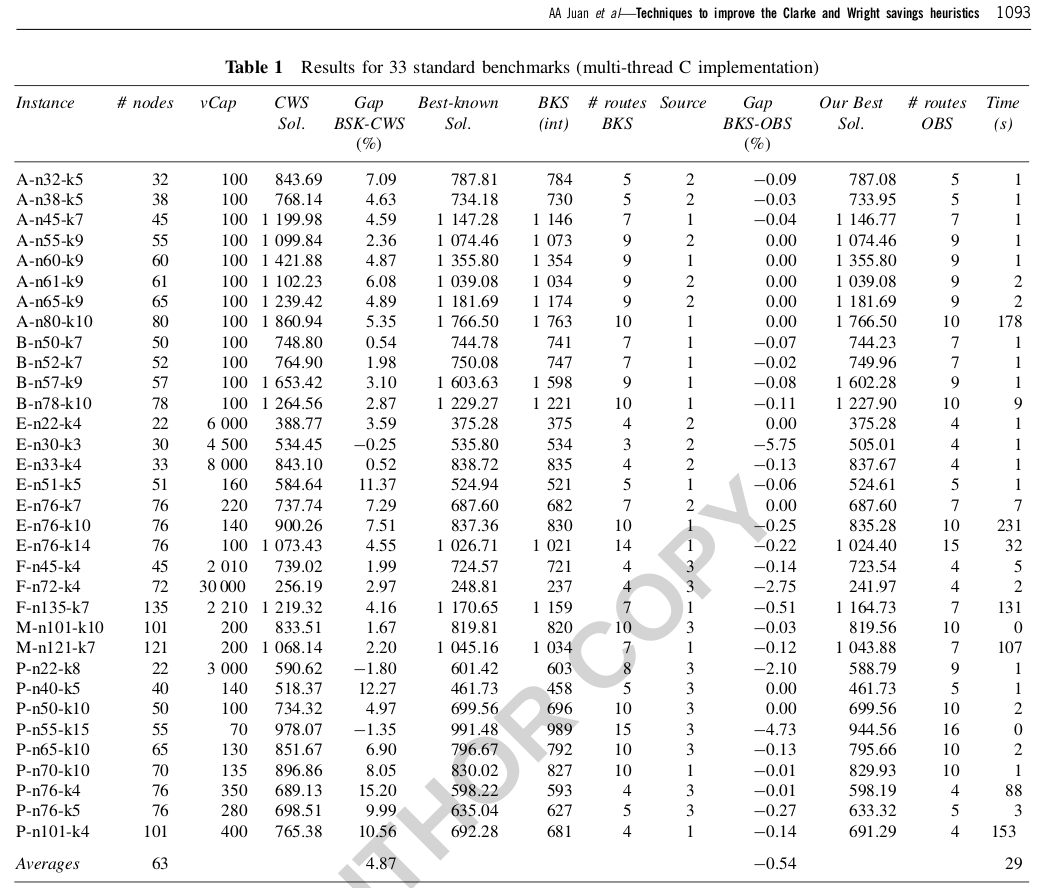 AA Juan et al—Techniques to improve the Clarke and Wright savings heuristics 1093
Table 1 Results for 33 standard benchmarks (multi-thread C implementation)
Instance # nodes vCap CWS Gap Best-known BKS # routes Source Gap Our Best # routes Time
Sol. BSK-CWS Sol. (int) BKS BKS-OBS Sol. OBS (s)
(%) (%)
A-n32-k5 32 100 843.69 7.09 787.81 784 5 2 −0.09 787.08 5 1
A-n38-k5 38 100 768.14 4.63 734.18 730 5 2 −0.03 733.95 5 1
A-n45-k7 45 100 1 199.98 4.59 1 147.28 1 146 7 1 −0.04 1 146.77 7 1
A-n55-k9 55 100 1 099.84 2.36 1 074.46 1 073 9 2 0.00 1 074.46 9 1
A-n60-k9 60 100 1 421.88 4.87 1 355.80 1 354 9 1 0.00 1 355.80 9 1
A-n61-k9 61 100 1 102.23 6.08 1 039.08 1 034 9 2 0.00 1 039.08 9 2
A-n65-k9 65 100 1 239.42 4.89 1 181.69 1 174 9 2 0.00 1 181.69 9 2
A-n80-k10 80 100 1 860.94 5.35 1 766.50 1 763 10 1 0.00 1 766.50 10 178
B-n50-k7 50 100 748.80 0.54 744.78 741 7 1 −0.07 744.23 7 1
B-n52-k7 52 100 764.90 1.98 750.08 747 7 1 −0.02 749.96 7 1
B-n57-k9 57 100 1 653.42 3.10 1 603.63 1 598 9 1 −0.08 1 602.28 9 1
B-n78-k10 78 100 1 264.56 2.87 1 229.27 1 221 10 1 −0.11 1 227.90 10 9
E-n22-k4 22 6 000 388.77 3.59 375.28 375 4 2 0.00 375.28 4 1
E-n30-k3 30 4 500 534.45 −0.25 535.80 534 3 2 −5.75 505.01 4 1
E-n33-k4 33 8 000 843.10 0.52 838.72 835 4 2 −0.13 837.67 4 1
E-n51-k5 51 160 584.64 11.37 524.94 521 5 1 −0.06 524.61 5 1
E-n76-k7 76 220 737.74 7.29 687.60 682 7 2 0.00 687.60 7 7
E-n76-k10 76 140 900.26 7.51 837.36 830 10 1 −0.25 835.28 10 231
E-n76-k14 76 100 1 073.43 4.55 1 026.71 1 021 14 1 −0.22 1 024.40 15 32
F-n45-k4 45 2 010 739.02 1.99 724.57 721 4 3 −0.14 723.54 4 5
F-n72-k4 72 30 000 256.19 2.97 248.81 237 4 3 −2.75 241.97 4 2
F-n135-k7 135 2 210 1 219.32 4.16 1 170.65 1 159 7 1 −0.51 1 164.73 7 131
M-n101-k10 101 200 833.51 1.67 819.81 820 10 3 −0.03 819.56 10 0
M-n121-k7 121 200 1 068.14 2.20 1 045.16 1 034 7 1 −0.12 1 043.88 7 107
P-n22-k8 22 3 000 590.62 −1.80 601.42 603 8 3 −2.10 588.79 9 1
P-n40-k5 40 140 518.37 12.27 461.73 458 5 3 0.00 461.73 5 1
P-n50-k10 50 100 734.32 4.97 699.56 696 10 3 0.00 699.56 10 2
P-n55-k15 55 70 978.07 −1.35 991.48 989 15 3 −4.73 944.56 16 0
P-n65-k10 65 130 851.67 6.90 796.67 792 10 3 −0.13 795.66 10 2
P-n70-k10 70 135 896.86 8.05 830.02 827 10 1 −0.01 829.93 10 1
P-n76-k4 76 350 689.13 15.20 598.22 593 4 3 −0.01 598.19 4 88
P-n76-k5 76 280 698.51 9.99 635.04 627 5 3 −0.27 633.32 5 3
P-n101-k4 101 400 765.38 10.56 692.28 681 4 1 −0.14 691.29 4 153
Averages 63 4.87 −0.54 29
THOR COPY